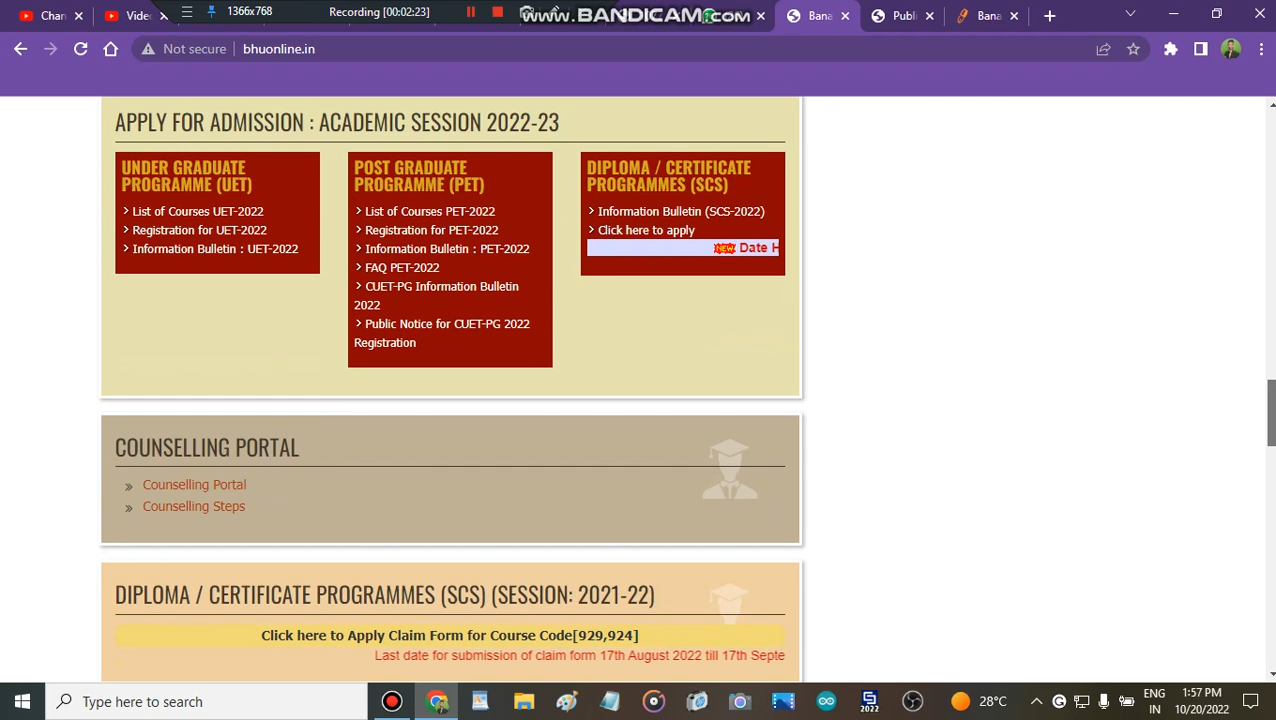 Chan
Video
1366x768
Recording [00:02:23]
WWW.BANDICAM.COM
Bana
Publi
Bana
Not secure
bhuonline.in
APPLY FOR ADMISSION : ACADEMIC SESSION 2022-23
UNDER GRADUATE
PROGRAMME (UET)
List of Courses UET-2022
Registration for UET-2022
Information Bulletin : UET-2022
POST GRADUATE
PROGRAMME (PET)
List of Courses PET-2022
Registration for PET-2022
Information Bulletin : PET-2022
FAQ PET-2022
CUET-PG Information Bulletin
2022
Public Notice for CUET-PG 2022
Registration
DIPLOMA / CERTIFICATE
PROGRAMMES (SCS)
Information Bulletin (SCS-2022)
Click here to apply
NEW Date H
COUNSELLING PORTAL
Counselling Portal
Counselling Steps
DIPLOMA / CERTIFICATE PROGRAMMES (SCS) (SESSION: 2021-22)
Click here to Apply Claim Form for Course Code[929,924]
Last date for submission of claim form 17th August 2022 till 17th Septe
Type here to search
2022
28°C
ENG
IN
1:57 PM
10/20/2022